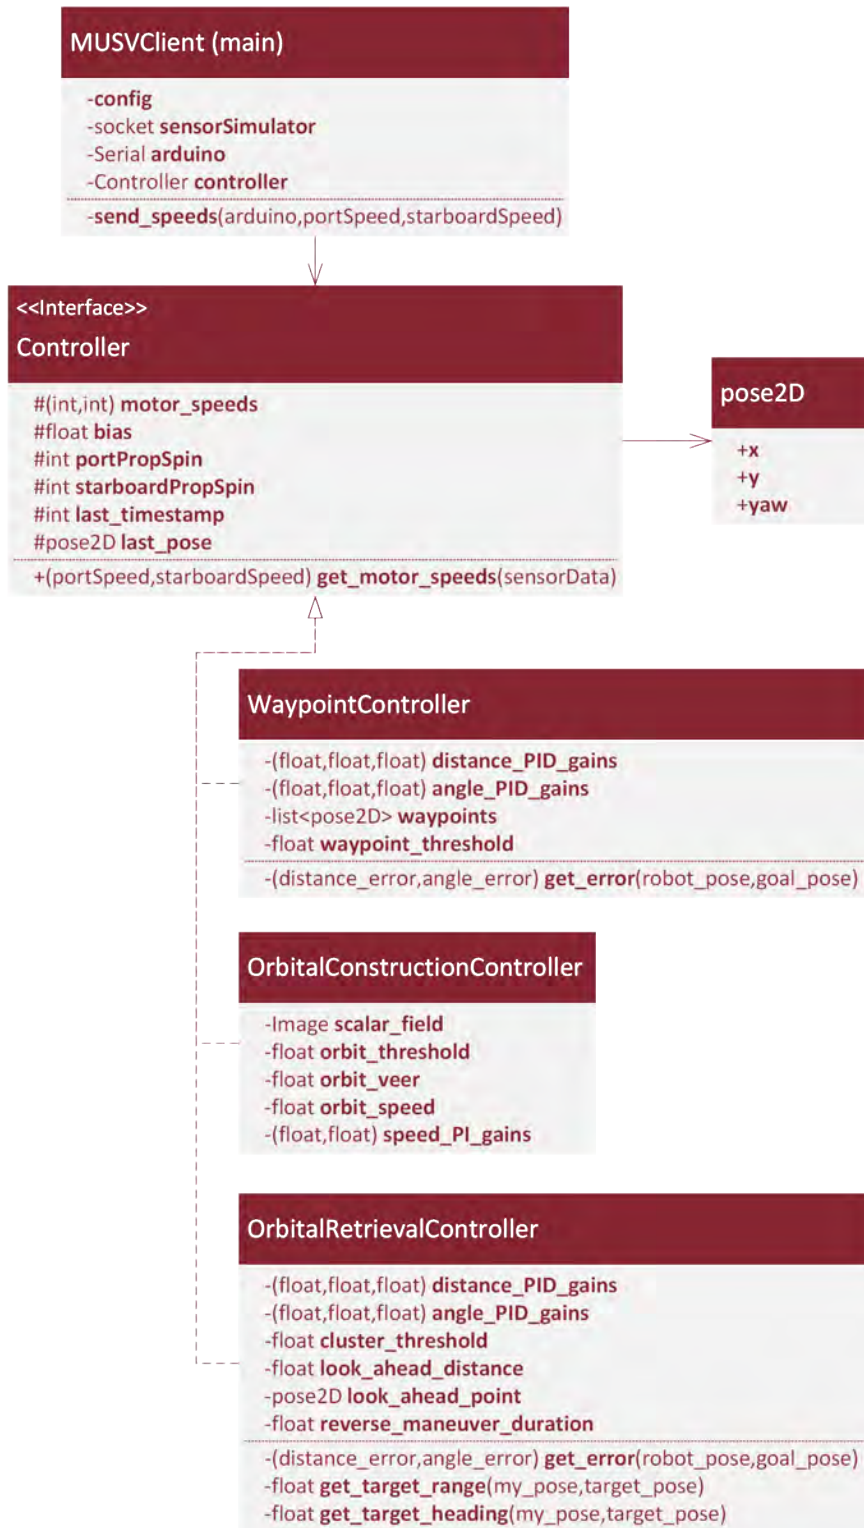 MUSVClient (main)
-config
-socket sensorSimulator
-Serial arduino
-Controller controller
-send_speeds(arduino,portSpeed,starboardSpeed)
<<Interface>>
Controller
#(int,int) motor_speeds
#float bias
#int portPropSpin
#int starboardPropSpin
#int last_timestamp
#pose2D last_pose
+(portSpeed,starboardSpeed) get_motor_speeds(sensorData)
pose2D
+x
+y
+yaw
WaypointController
-(float,float,float) distance_PID_gains
-(float,float,float) angle_PID_gains
-list<pose2D> waypoints
-float waypoint_threshold
-(distance_error,angle_error) get_error(robot_pose,goal_pose)
OrbitalConstructionController
-Image scalar_field
-float orbit_threshold
-float orbit_veer
-float orbit_speed
-(float,float) speed_PI_gains
OrbitalRetrievalController
-(float,float,float) distance_PID_gains
-(float,float,float) angle_PID_gains
-float cluster_threshold
-float look_ahead_distance
-pose2D look_ahead_point
-float reverse_maneuver_duration
-(distance_error,angle_error) get_error(robot_pose,goal_pose)
-float get_target_range(my_pose,target_pose)
-float get_target_heading(my_pose,target_pose)